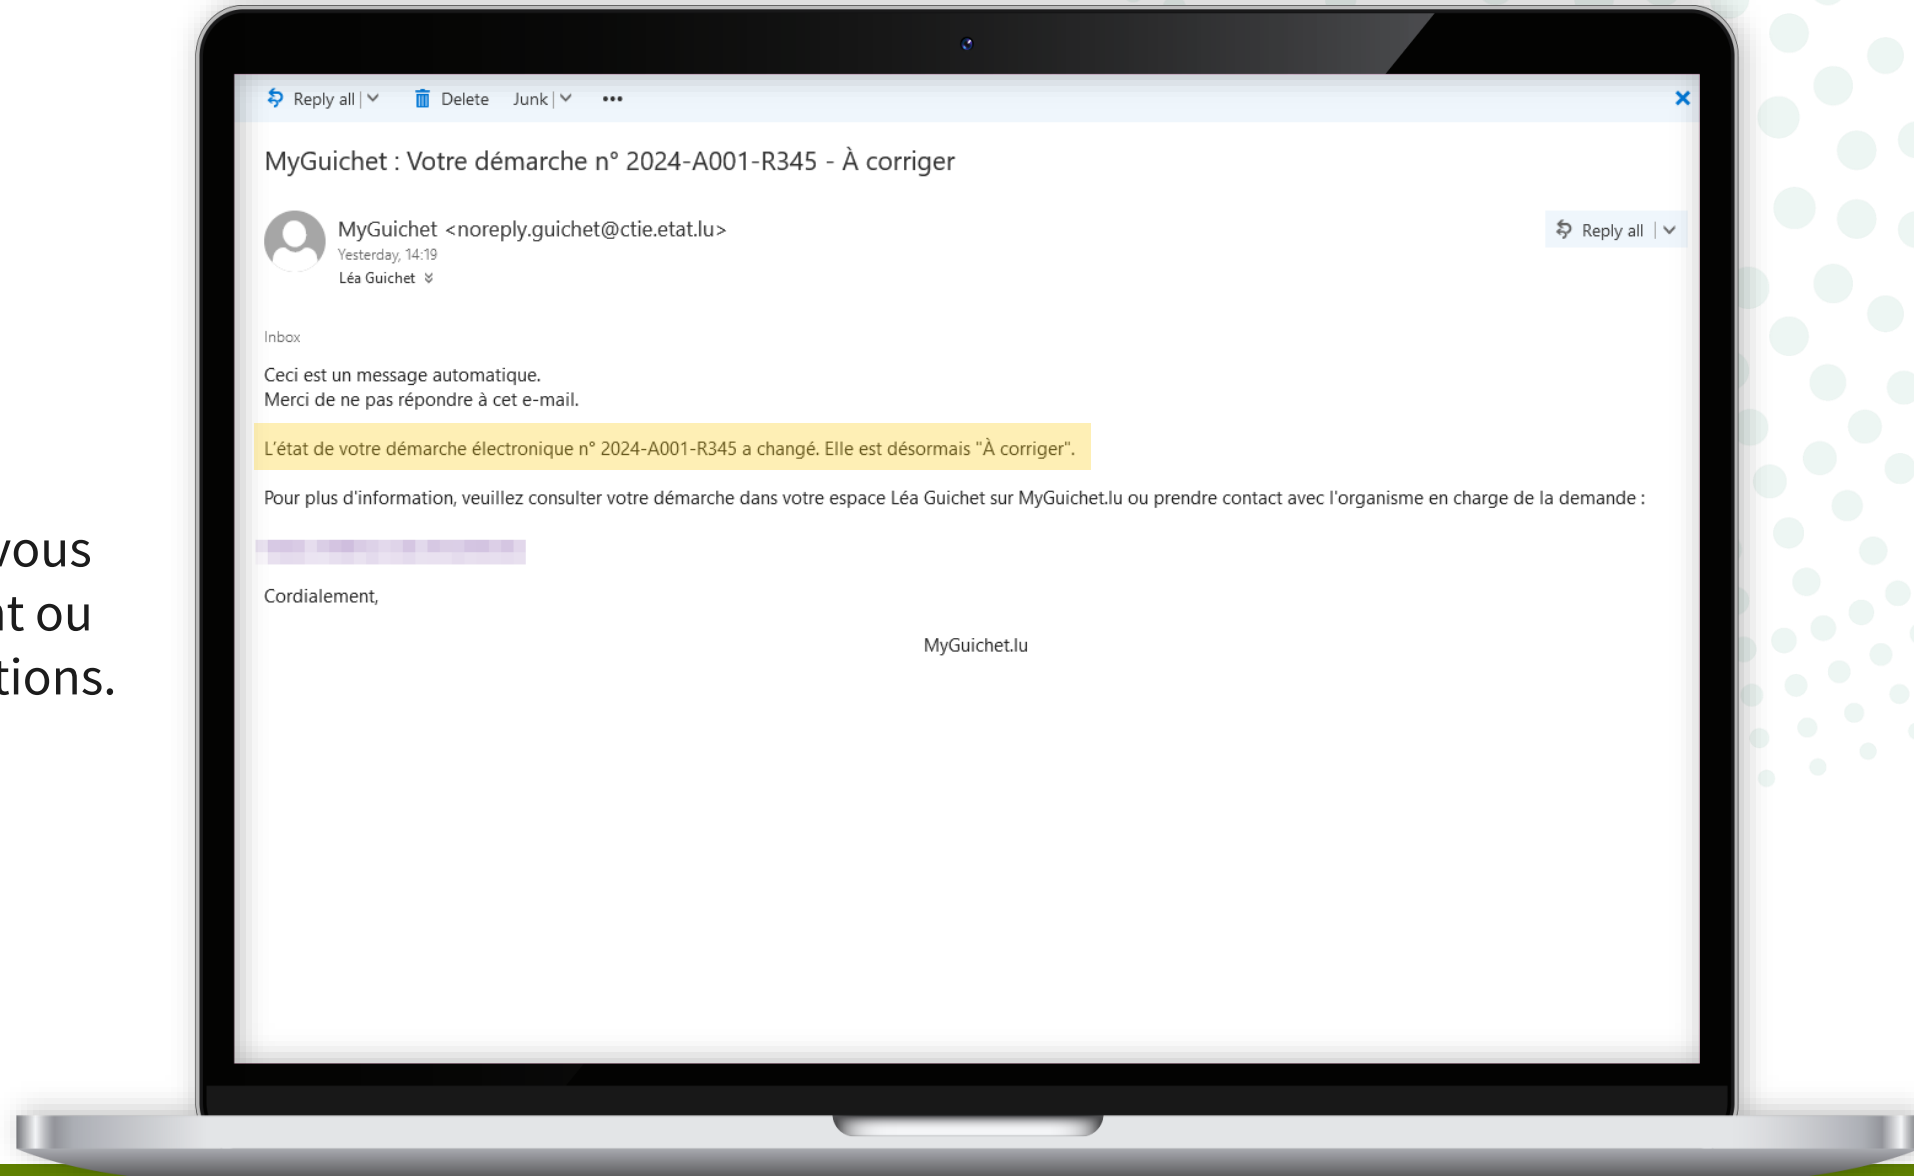 Reply all
Delete
Junk
MyGuichet : Votre démarche n° 2024-A001-R345 - À corriger
MyGuichet <noreply.guichet@ctie.etat.lu>
Yesterday, 14:19
Léa Guichet
Reply all
Inbox
Ceci est un message automatique.
Merci de ne pas répondre à cet e-mail.
L'état de votre démarche électronique n° 2024-A001-R345 a changé. Elle est désormais "À corriger".
Pour plus d'information, veuillez consulter votre démarche dans votre espace Léa Guichet sur MyGuichet.lu ou prendre contact avec l'organisme en charge de la demande :
Cordialement,
MyGuichet.lu
vous
ou